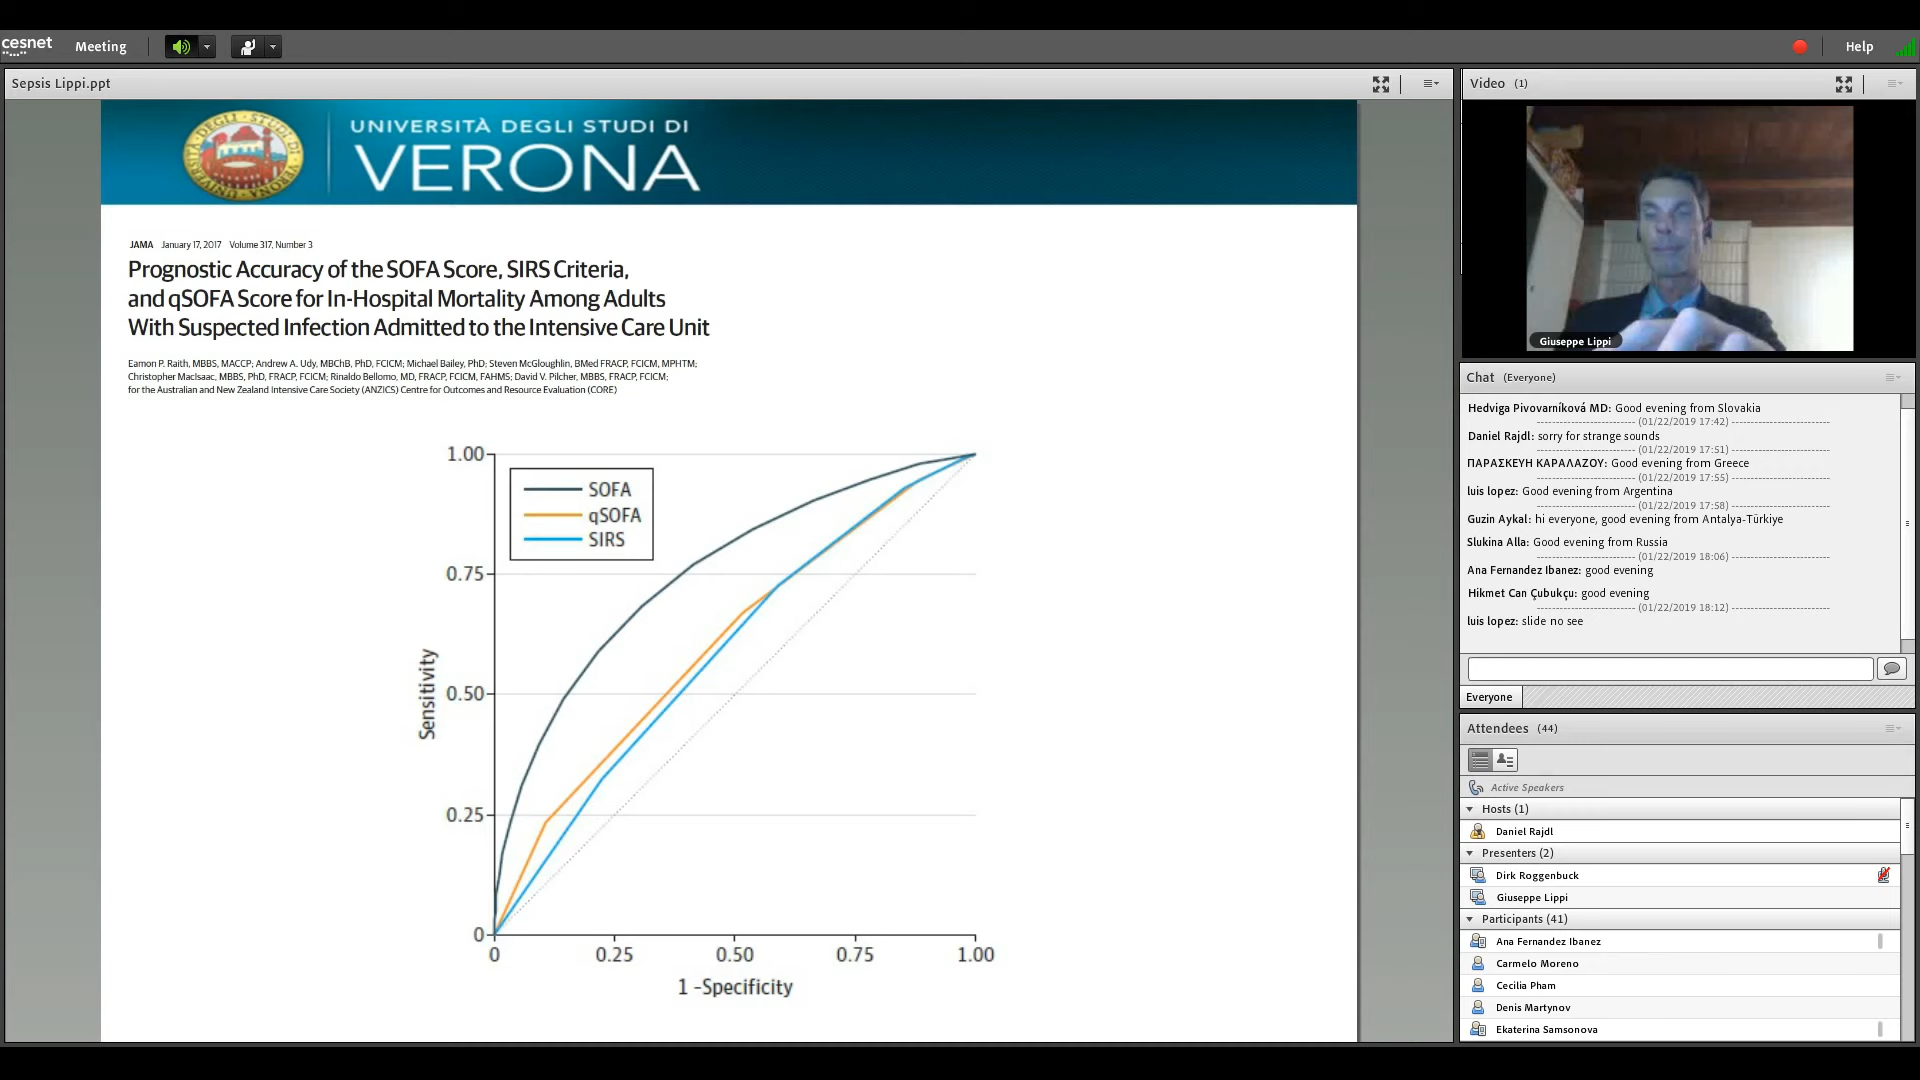 cesnet
Meeting
Help
Sepsis Lippi.ppt
UNIVERSITÀ DEGLI STUDI DI
VERONA
JAMA January 17, 2017 Volume 317, Number 3
Prognostic Accuracy of the SOFA Score, SIRS Criteria,
and qSOFA Score for In-Hospital Mortality Among Adults
With Suspected Infection Admitted to the Intensive Care Unit
Eamon P. Raith, MBBS, MACCP; Andrew A. Udy, MBChB, PhD, FCICM; Michael Bailey, PhD; Steven McGloughlin, BMed FRACP, FCICM, MPHTM;
Christopher MacIsaac, MBBS, PhD, FRACP, FCICM; Rinaldo Bellomo, MD, FRACP, FCICM, FAHMS; David V. Pilcher, MBBS, FRACP, FCICM;
for the Australian and New Zealand Intensive Care Society (ANZICS) Centre for Outcomes and Resource Evaluation (CORE)
1.00
0.75
0.50
0.25
0
SOFA
qSOFA
SIRS
Sensitivity
0 0.25 0.50 0.75 1.00
1 -Specificity
Video (1)
Giuseppe Lippi
Chat (Everyone)
Hedviga Pivovarníková MD: Good evening from Slovakia
(01/22/2019 17:42)
Daniel Rajdl: sorry for strange sounds
(01/22/2019 17:51)
ΠΑΡΑΣΚΕΥΗ ΚΑΡΑΛΑΖΟΥ: Good evening from Greece
(01/22/2019 17:55)
luis lopez: Good evening from Argentina
(01/22/2019 17:58)
Guzin Aykal: hi everyone, good evening from Antalya-Türkiye
Slukina Alla: Good evening from Russia
(01/22/2019 18:06)
Ana Fernandez Ibanez: good evening
Hikmet Can Çubukçu: good evening
(01/22/2019 18:12)
luis lopez: slide no see
Everyone
Attendees (44)
Active Speakers
Hosts (1)
Daniel Rajdl
Presenters (2)
Dirk Roggenbuck
Giuseppe Lippi
Participants (41)
Ana Fernandez Ibanez
Carmelo Moreno
Cecilia Pham
Denis Martynov
Ekaterina Samsonova